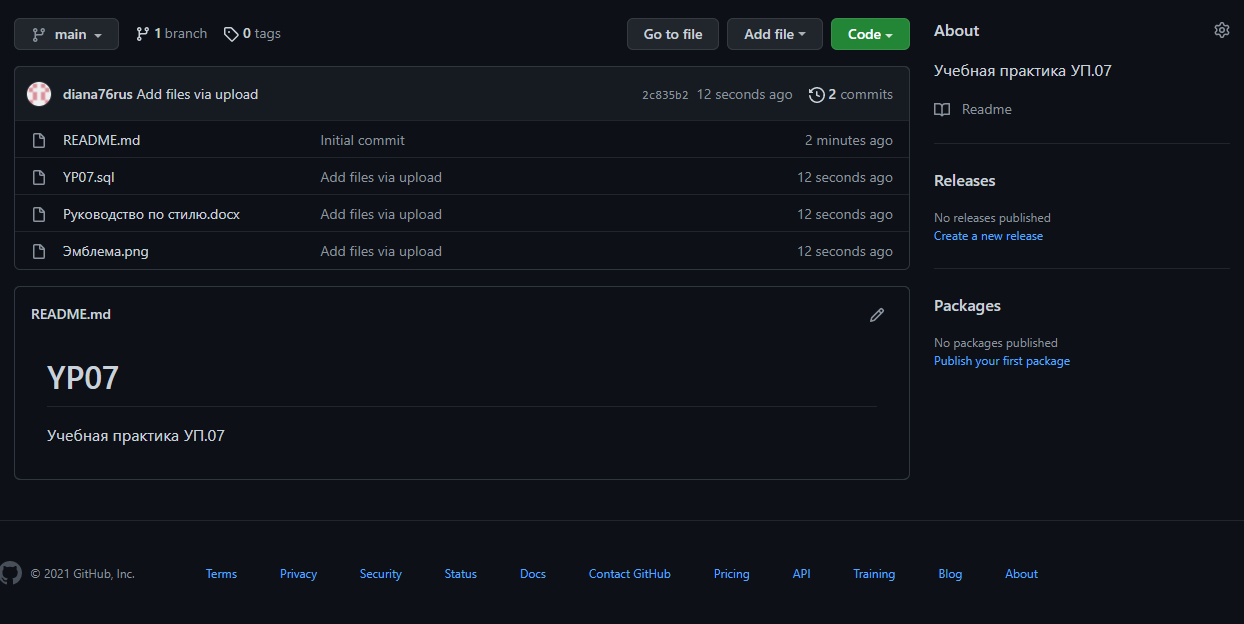 main 1 branch 0 tags Go to file Add file Code
diana76rus Add files via upload 2c835b2 12 seconds ago 2 commits
README.md Initial commit 2 minutes ago
YP07.sql Add files via upload 12 seconds ago
Руководство по стилю.docx Add files via upload 12 seconds ago
Эмблема.png Add files via upload 12 seconds ago
README.md
YP07
Учебная практика УП.07
About
Учебная практика УП.07
Readme
Releases
No releases published
Create a new release
Packages
No packages published
Publish your first package
© 2021 GitHub, Inc. Terms Privacy Security Status Docs Contact GitHub Pricing API Training Blog About